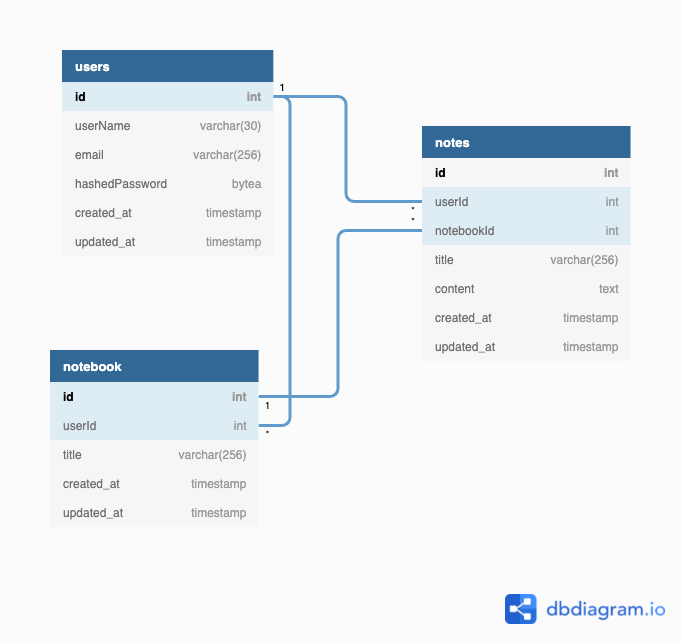 users
id int
userName varchar(30)
email varchar(256)
hashedPassword bytea
created_at timestamp
updated_at timestamp
1
notes
id int
userId int
*
*
notebookId int
title varchar(256)
content text
created_at timestamp
updated_at timestamp
notebook
id int
1
userId int
*
title varchar(256)
created_at timestamp
updated_at timestamp
dbdiagram.io